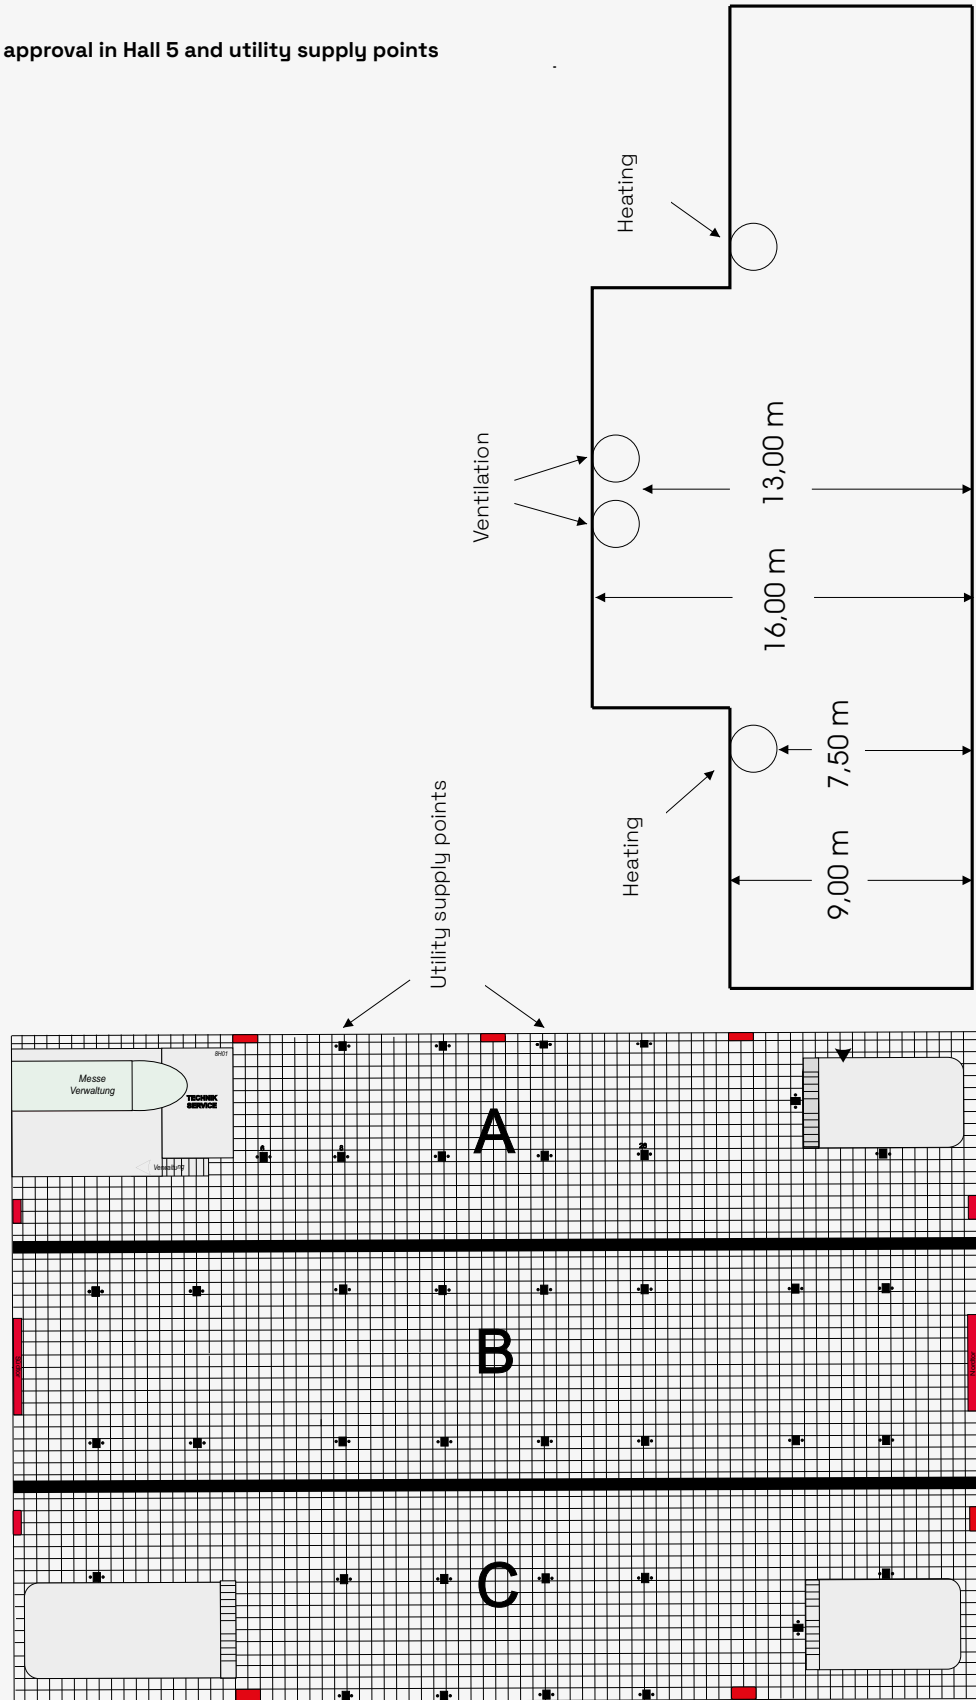 approval in Hall 5 and utility supply points
Heating
Ventilation
13,00 m
16,00 m
7,50 m
Heating
9,00 m
Utility supply points
Messe
Verwaltung
TECHNIK
SERVICE
Verwaltung
A
B
C